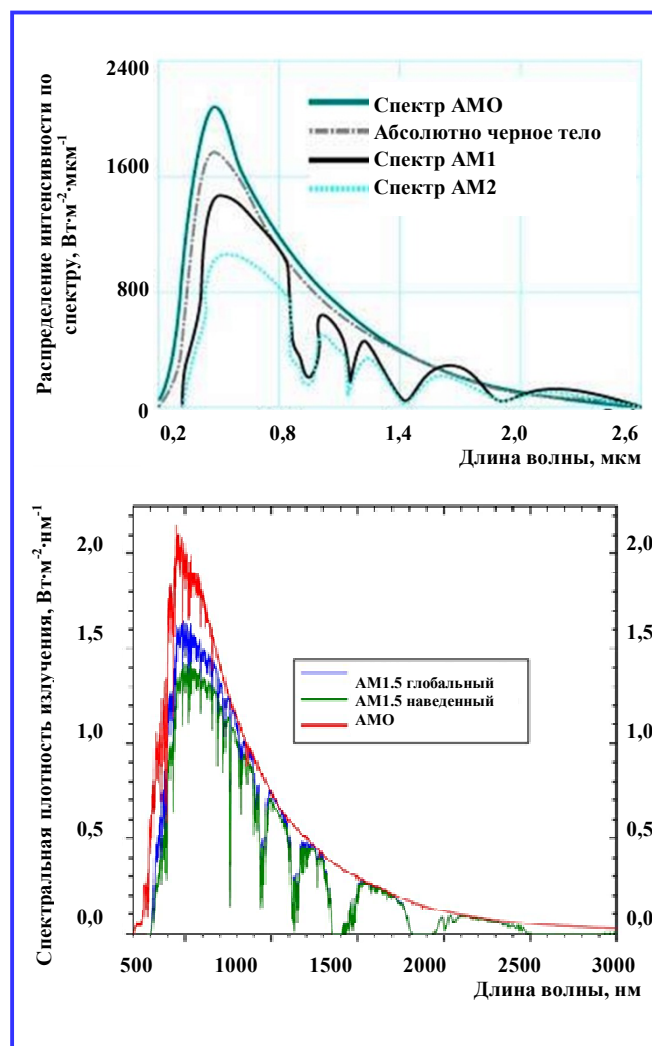 Распределение интенсивности по
спектру, Вт·м-2·мкм-1
2400
1600
800
0
Спектр АМО
Абсолютно черное тело
Спектр АМ1
Спектр АМ2
0,2 0,8 1,4 2,0 2,6
Длина волны, мкм
Спектральная плотность излучения, Вт·м-2·нм-1
2,0 2,0
1,5 1,5
1,0 1,0
0,5 0,5
0,0 0,0
АМ1.5 глобальный
АМ1.5 наведенный
АМО
500 1000 1500 2000 2500 3000
Длина волны, нм